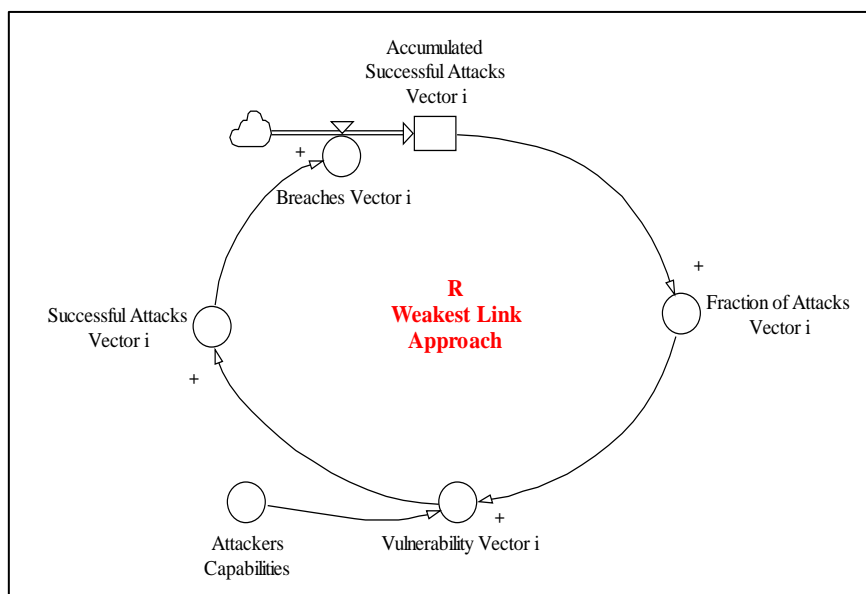 Accumulated
Successful Attacks
Vector i
+
Breaches Vector i
+
Fraction of Attacks
Vector i
R
Weakest Link
Approach
Successful Attacks
Vector i
+
+
Vulnerability Vector i
Attackers
Capabilities